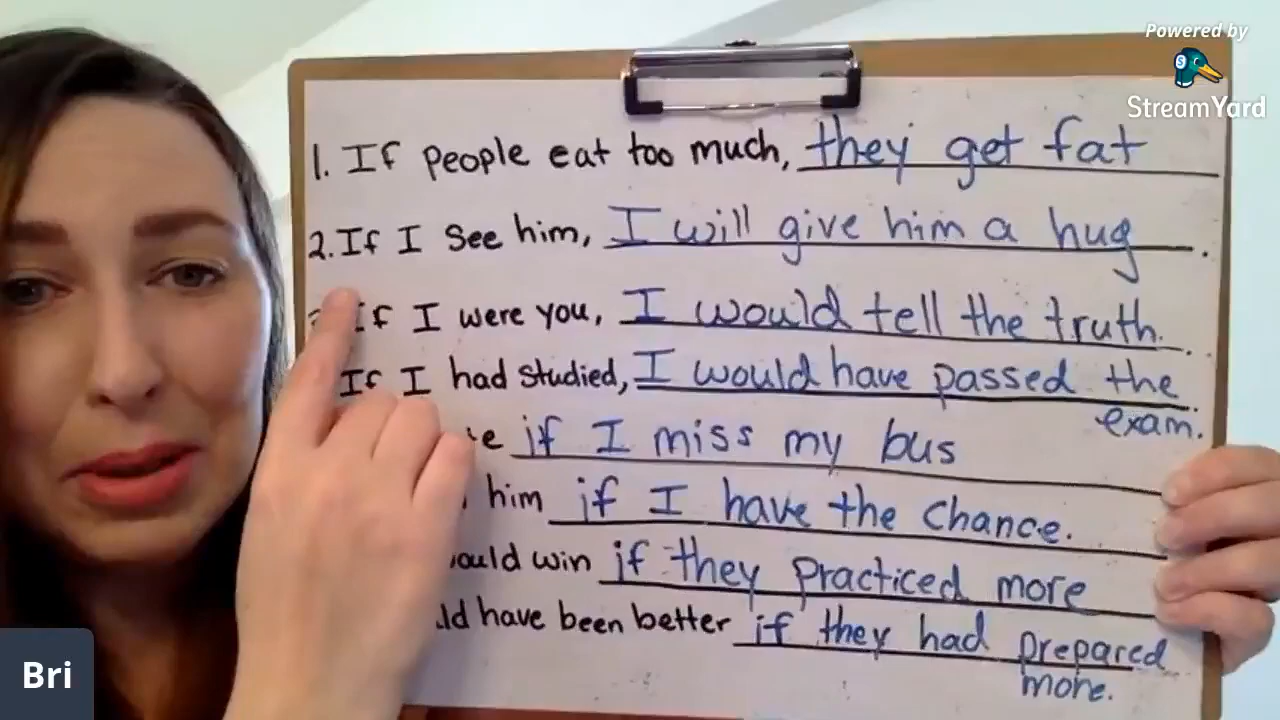 Powered by
StreamYard
1. If people eat too much, they get fat
2. If I see him, I will give him a hug.
If I were you, I would tell the truth.
If I had studied, I would have passed the
exam.
if I miss my bus
him if I have the chance.
would win if they practiced more
have been better if they had prepared
more.
Bri